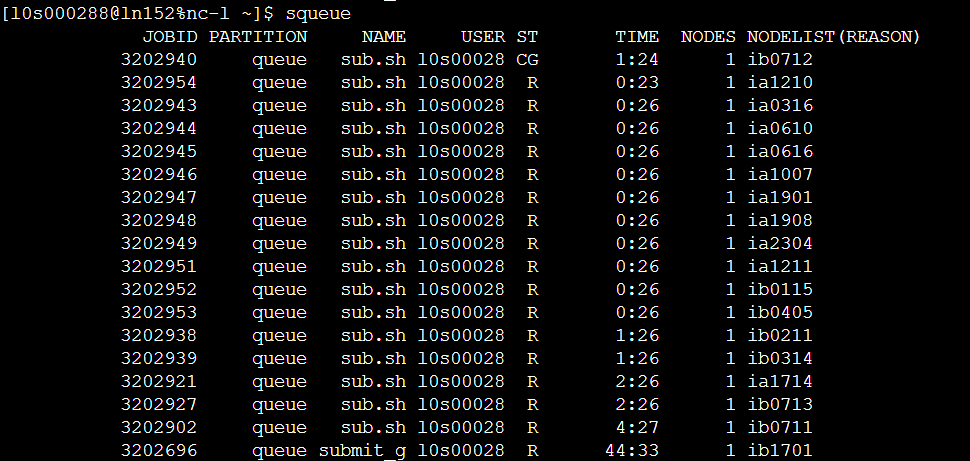 [l0s000288@ln152%nc-l ~]$ squeue
JOBID PARTITION NAME USER ST TIME NODES NODELIST(REASON)
3202940 queue sub.sh l0s00028 CG 1:24 1 ib0712
3202954 queue sub.sh l0s00028 R 0:23 1 ia1210
3202943 queue sub.sh l0s00028 R 0:26 1 ia0316
3202944 queue sub.sh l0s00028 R 0:26 1 ia0610
3202945 queue sub.sh l0s00028 R 0:26 1 ia0616
3202946 queue sub.sh l0s00028 R 0:26 1 ia1007
3202947 queue sub.sh l0s00028 R 0:26 1 ia1901
3202948 queue sub.sh l0s00028 R 0:26 1 ia1908
3202949 queue sub.sh l0s00028 R 0:26 1 ia2304
3202951 queue sub.sh l0s00028 R 0:26 1 ia1211
3202952 queue sub.sh l0s00028 R 0:26 1 ib0115
3202953 queue sub.sh l0s00028 R 0:26 1 ib0405
3202938 queue sub.sh l0s00028 R 1:26 1 ib0211
3202939 queue sub.sh l0s00028 R 1:26 1 ib0314
3202921 queue sub.sh l0s00028 R 2:26 1 ia1714
3202927 queue sub.sh l0s00028 R 2:26 1 ib0713
3202902 queue sub.sh l0s00028 R 4:27 1 ib0711
3202696 queue submit_g l0s00028 R 44:33 1 ib1701